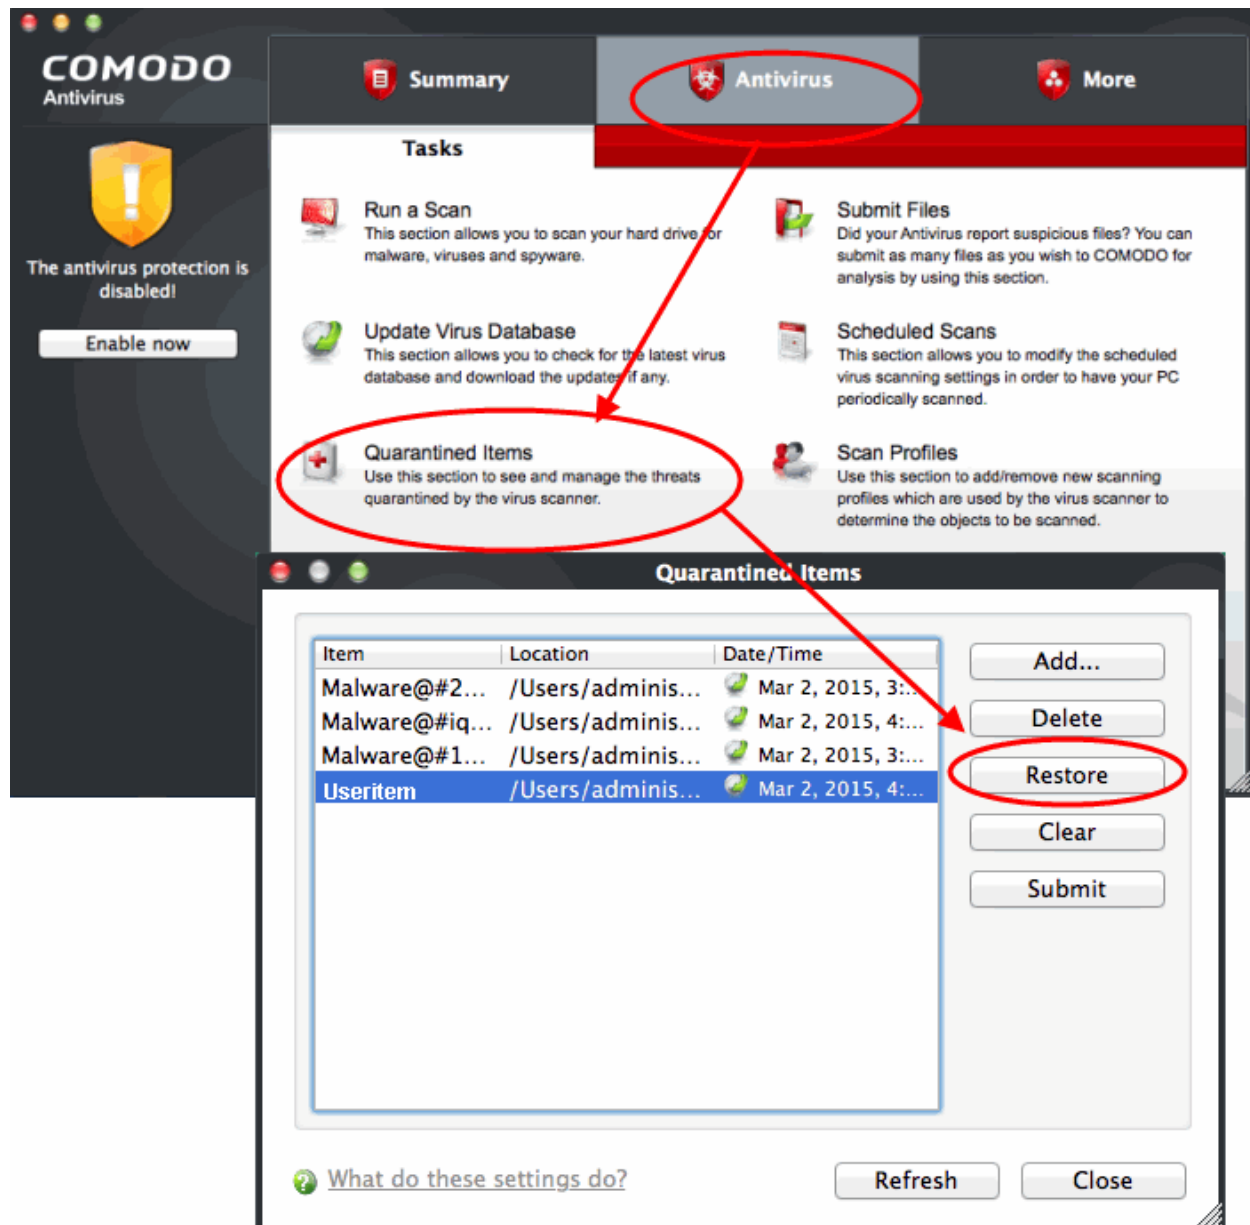 COMODO
Antivirus
Summary
Antivirus
More
The antivirus protection is
disabled!
Enable now
Tasks
Run a Scan
This section allows you to scan your hard drive for
malware, viruses and spyware.
Submit Files
Did your Antivirus report suspicious files? You can
submit as many files as you wish to COMODO for
analysis by using this section.
Update Virus Database
This section allows you to check for the latest virus
database and download the updates if any.
Scheduled Scans
This section allows you to modify the scheduled
virus scanning settings in order to have your PC
periodically scanned.
Quarantined Items
Use this section to see and manage the threats
quarantined by the virus scanner.
Scan Profiles
Use this section to add/remove new scanning
profiles which are used by the virus scanner to
determine the objects to be scanned.
Quarantined Items
Item Location Date/Time
Malware@#2... /Users/adminis... Mar 2, 2015, 3:...
Malware@#iq... /Users/adminis... Mar 2, 2015, 4:...
Malware@#1... /Users/adminis... Mar 2, 2015, 3:...
Useritem /Users/adminis... Mar 2, 2015, 4:...
Add...
Delete
Restore
Clear
Submit
What do these settings do?
Refresh
Close